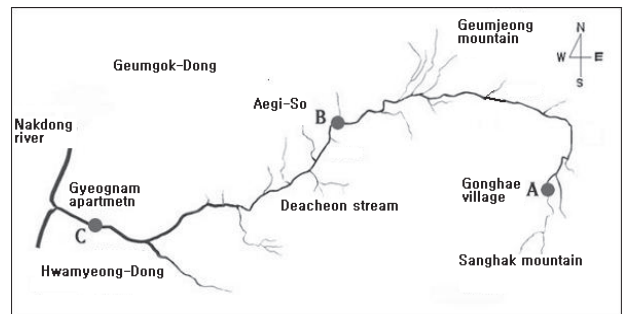 Geumjeong
mountain
N
W E
S
Geumgok-Dong
Aegi-So
B
Nakdong
river
Gyeognam
apartmetn
Gonghae
village
A
Deacheon stream
C
Sanghak mountain
Hwamyeong-Dong